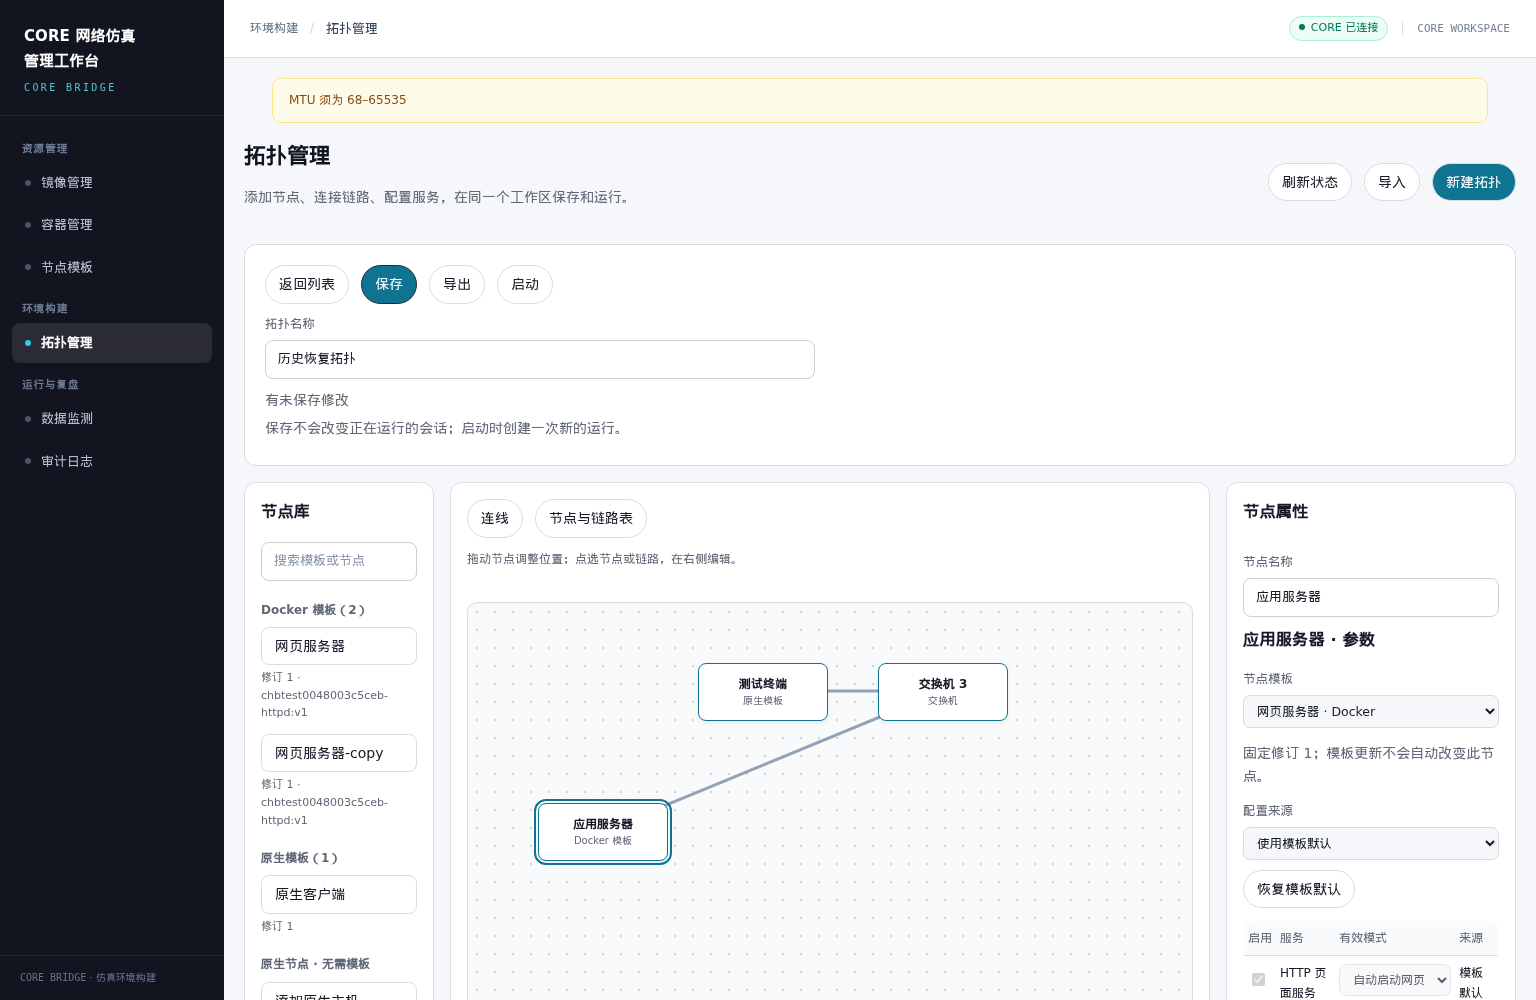 CORE 网络仿真
管理工作台
CORE BRIDGE
资源管理
镜像管理
容器管理
节点模板
环境构建
拓扑管理
运行与复盘
数据监测
审计日志
CORE BRIDGE · 仿真环境构建
环境构建 / 拓扑管理
CORE 已连接
CORE WORKSPACE
MTU 须为 68–65535
拓扑管理
添加节点、连接链路、配置服务，在同一个工作区保存和运行。
刷新状态
导入
新建拓扑
返回列表
保存
导出
启动
拓扑名称
历史恢复拓扑
有未保存修改
保存不会改变正在运行的会话；启动时创建一次新的运行。
节点库
搜索模板或节点
Docker 模板（2）
网页服务器
修订 1 ·
chbtest0048003c5ceb-
httpd:v1
网页服务器-copy
修订 1 ·
chbtest0048003c5ceb-
httpd:v1
原生模板（1）
原生客户端
修订 1
原生节点 · 无需模板
添加原生主机
连线
节点与链路表
拖动节点调整位置；点选节点或链路，在右侧编辑。
测试终端
原生模板
交换机 3
交换机
应用服务器
Docker 模板
节点属性
节点名称
应用服务器
应用服务器 · 参数
节点模板
网页服务器 · Docker
固定修订 1；模板更新不会自动改变此节
点。
配置来源
使用模板默认
恢复模板默认
启用 服务 有效模式 来源
HTTP 页
面服务
自动启动网页
模板
默认